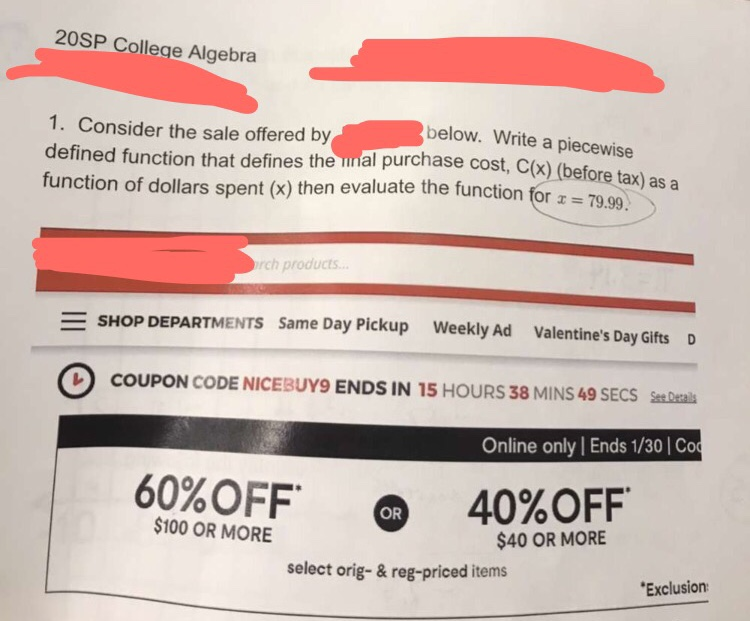 20SP College Algebra
1. Consider the sale offered by below. Write a piecewise
defined function that defines the final purchase cost, C(x) (before tax) as a
function of dollars spent (x) then evaluate the function for x = 79.99.
products...
SHOP DEPARTMENTS Same Day Pickup Weekly Ad Valentine's Day Gifts D
COUPON CODE NICEBUY9 ENDS IN 15 HOURS 38 MINS 49 SECS See Details
Online only | Ends 1/30 | Cod
60%OFF* OR 40%OFF*
$100 OR MORE $40 OR MORE
select orig- & reg-priced items
*Exclusion